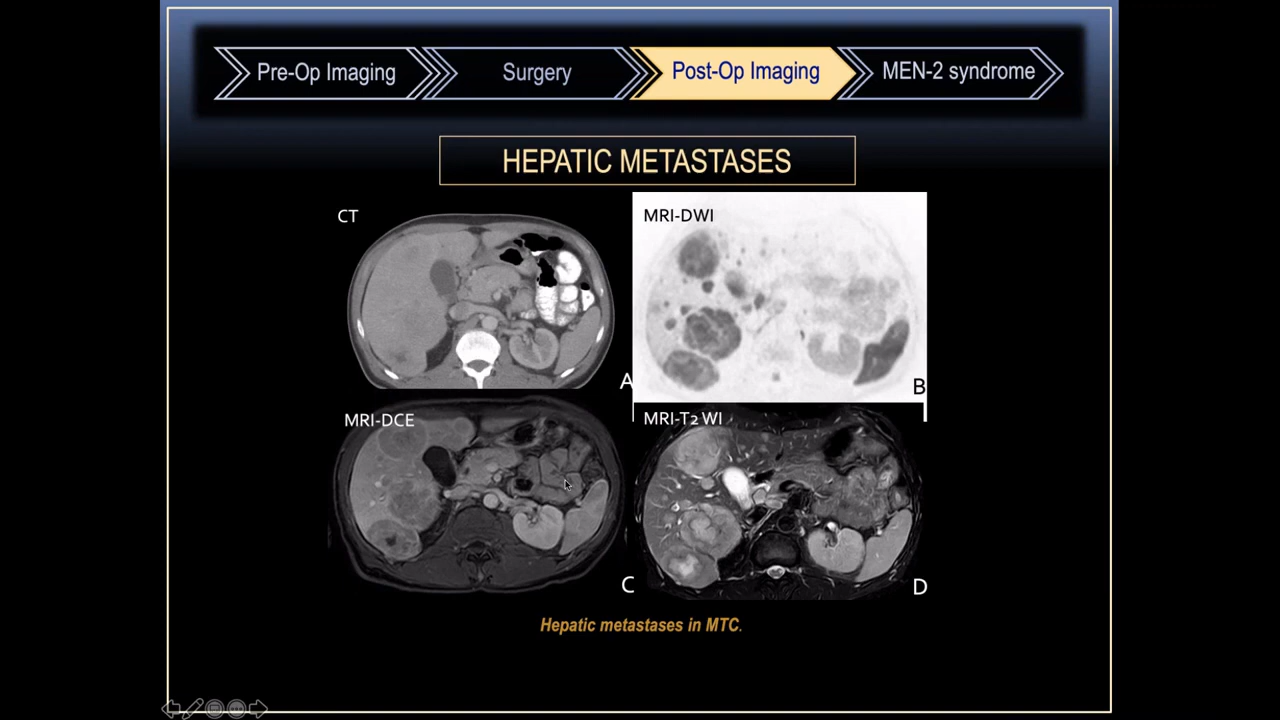 Pre-Op Imaging
Surgery
Post-Op Imaging
MEN-2 syndrome
HEPATIC METASTASES
CT
MRI-DWI
A
B
MRI-DCE
MRI-T2 WI
C
D
Hepatic metastases in MTC.